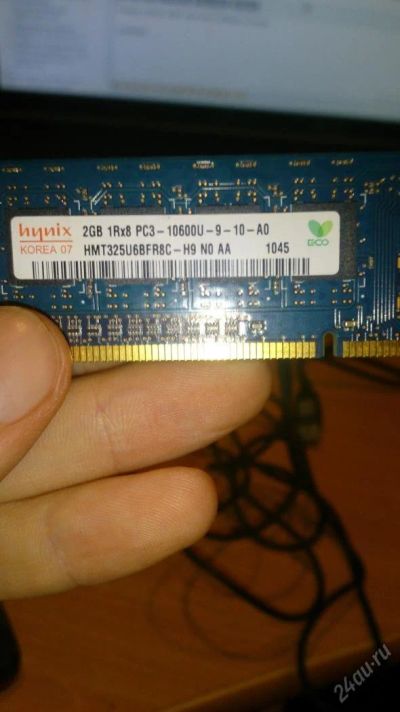 hynix
KOREA 07
2GB 1Rx8 PC3-10600U-9-10-A0
HMT325U6BFR8C-H9 N0 AA 1045
ECO
24au.ru